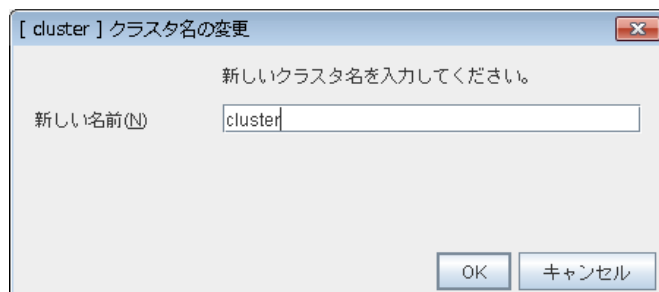 [ cluster ] クラスタ名の変更
新しいクラスタ名を入力してください。
新しい名前(N) cluster
OK キャンセル